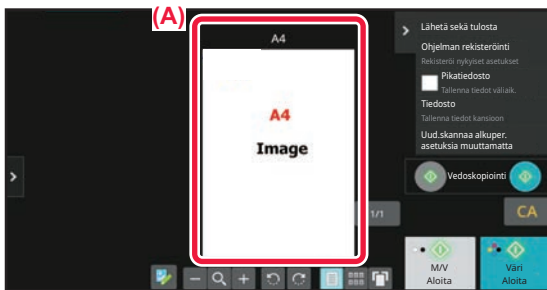 (A)
A4
A4
Image
1/1
Lähetä sekä tulosta
Ohjelman rekisteröinti
Rekisteröi nykyiset asetukset
Pikatiedosto
Tallenna tiedot väliaik.
Tiedosto
Tallenna tiedot kansioon
Uud.skannaa alkuper.
asetuksia muuttamatta
Vedoskopiointi
CA
M/V
Aloita
Väri
Aloita